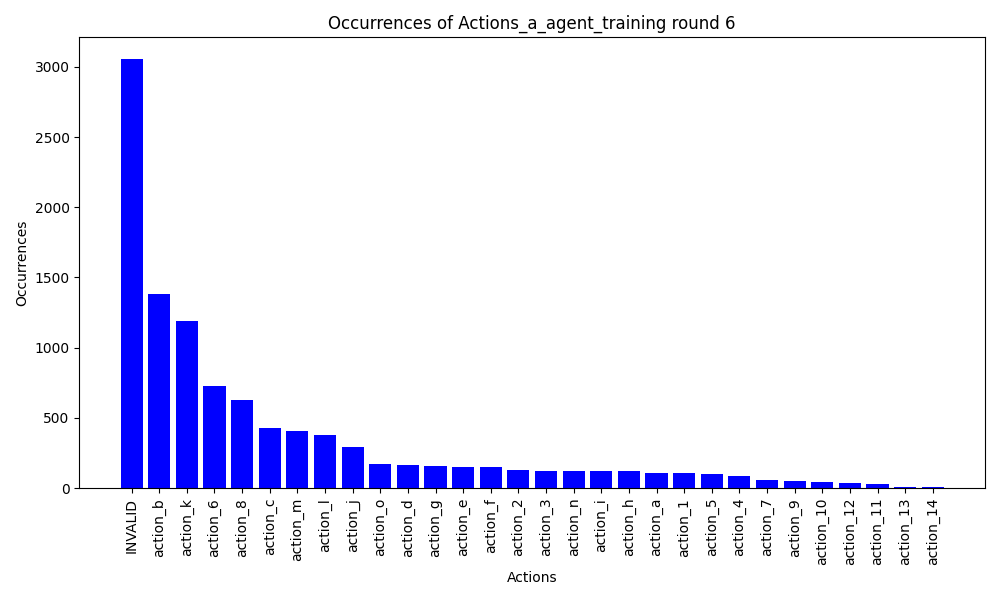 Occurrences of Actions_a_agent_training round 6
Occurrences
3000
2500
2000
1500
1000
500
0
INVALID
action_b
action_k
action_6
action_8
action_c
action_m
action_l
action_j
action_o
action_d
action_g
action_e
action_f
action_2
action_3
action_n
action_i
action_h
action_a
action_1
action_5
action_4
action_7
action_9
action_10
action_12
action_11
action_13
action_14
Actions